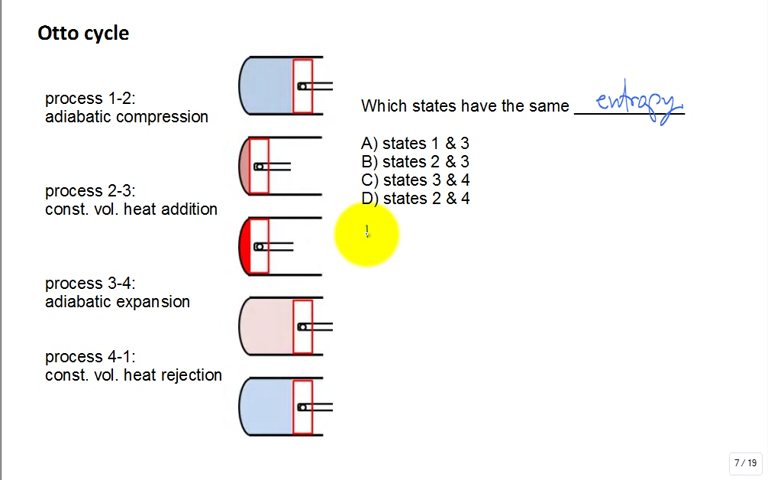 Otto cycle
process 1-2:
adiabatic compression
process 2-3:
const. vol. heat addition
process 3-4:
adiabatic expansion
process 4-1:
const. vol. heat rejection
Which states have the same entropy
A) states 1 & 3
B) states 2 & 3
C) states 3 & 4
D) states 2 & 4
7 / 19